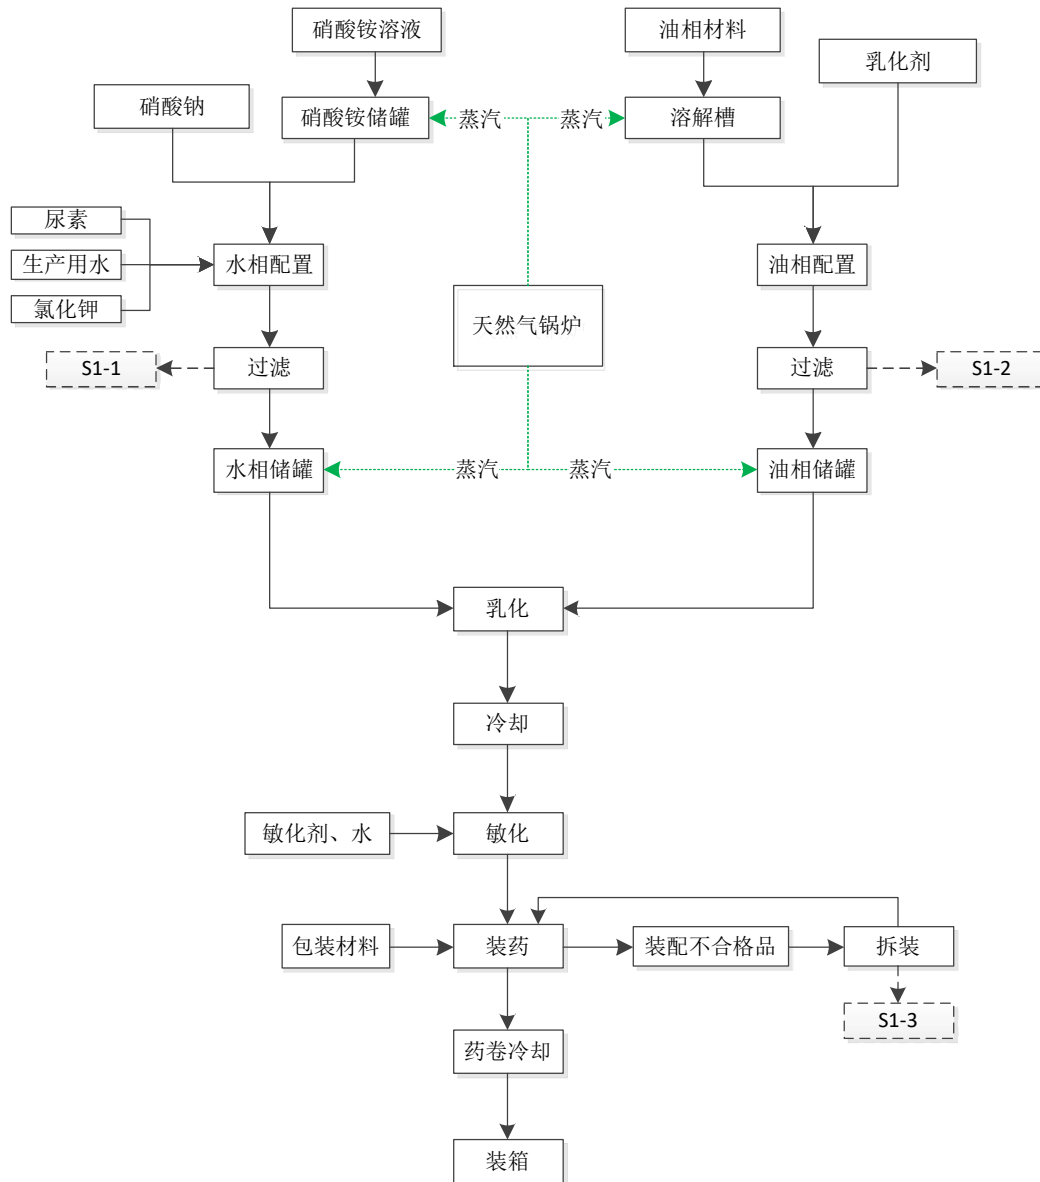 硝酸铵溶液
油相材料
乳化剂
硝酸钠
硝酸铵储罐
蒸汽
蒸汽
溶解槽
尿素
生产用水
氯化钾
水相配置
油相配置
天然气锅炉
S1-1
过滤
过滤
S1-2
水相储罐
蒸汽
蒸汽
油相储罐
乳化
冷却
敏化剂、水
敏化
包装材料
装药
装配不合格品
拆装
S1-3
药卷冷却
装箱